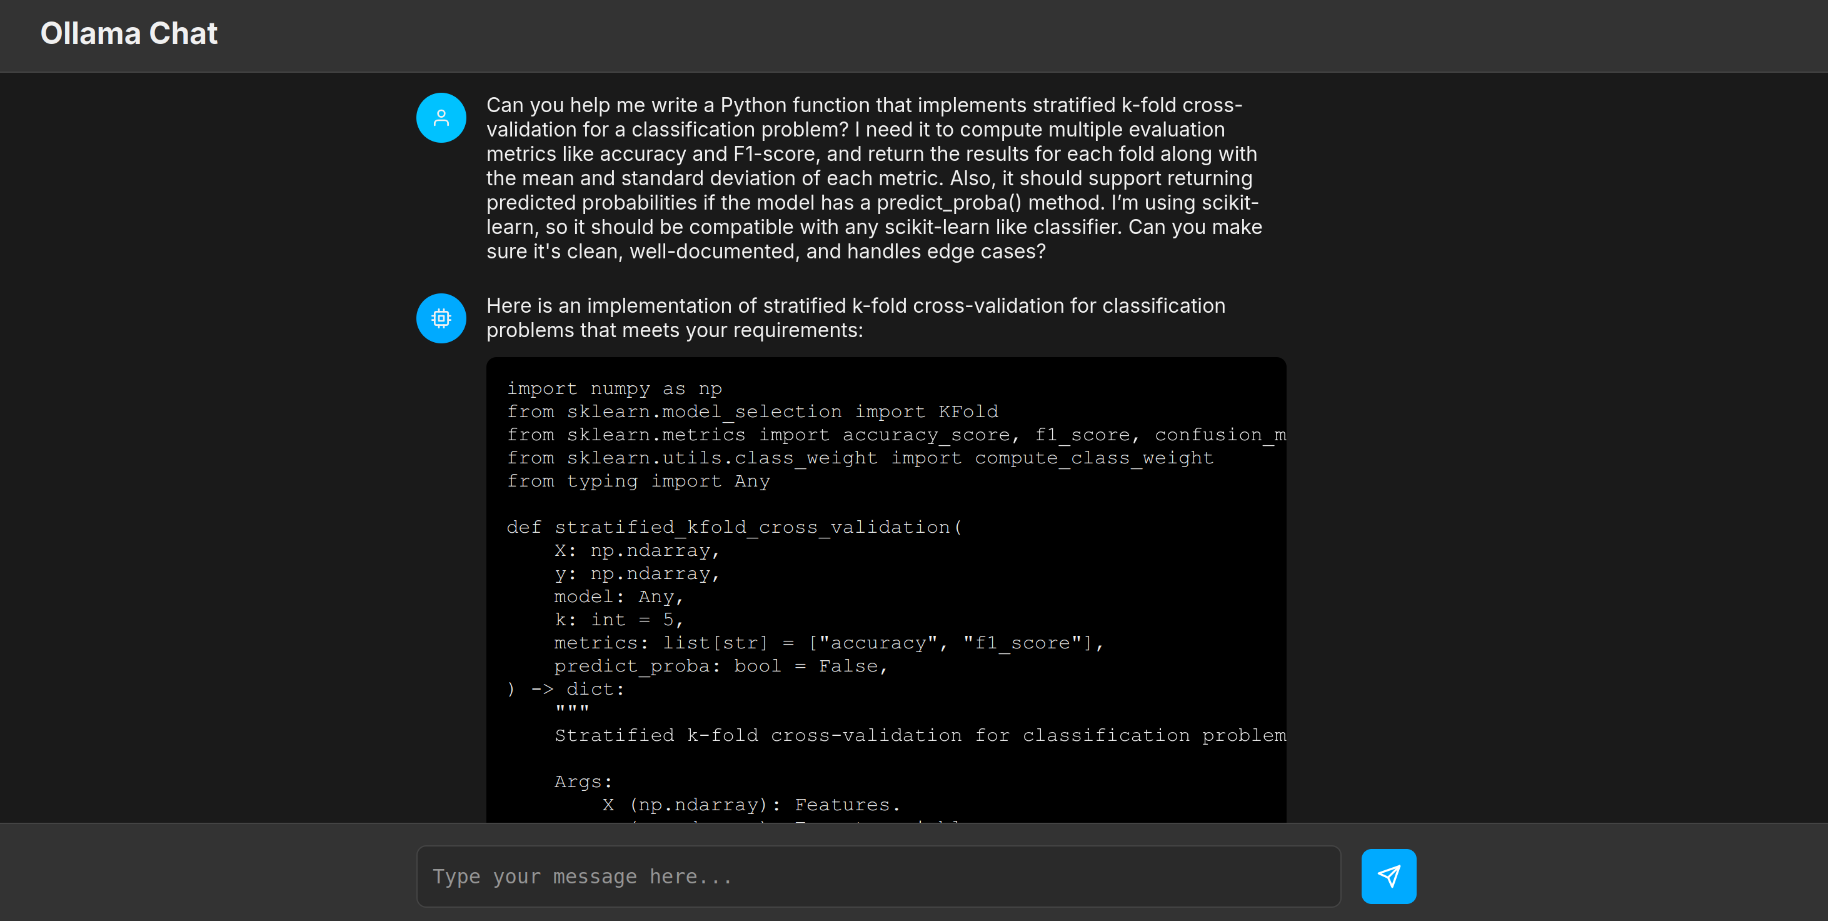 Ollama Chat
Can you help me write a Python function that implements stratified k-fold cross-
validation for a classification problem? I need it to compute multiple evaluation
metrics like accuracy and F1-score, and return the results for each fold along with
the mean and standard deviation of each metric. Also, it should support returning
predicted probabilities if the model has a predict_proba() method. I’m using scikit-
learn, so it should be compatible with any scikit-learn like classifier. Can you make
sure it's clean, well-documented, and handles edge cases?
Here is an implementation of stratified k-fold cross-validation for classification
problems that meets your requirements:
import numpy as np
from sklearn.model_selection import KFold
from sklearn.metrics import accuracy_score, f1_score, confusion_m
from sklearn.utils.class_weight import compute_class_weight
from typing import Any
def stratified_kfold_cross_validation(
    X: np.ndarray,
    y: np.ndarray,
    model: Any,
    k: int = 5,
    metrics: list[str] = ["accuracy", "f1_score"],
    predict_proba: bool = False,
) -> dict:
    """
    Stratified k-fold cross-validation for classification problem
    Args:
        X (np.ndarray): Features.
Type your message here...